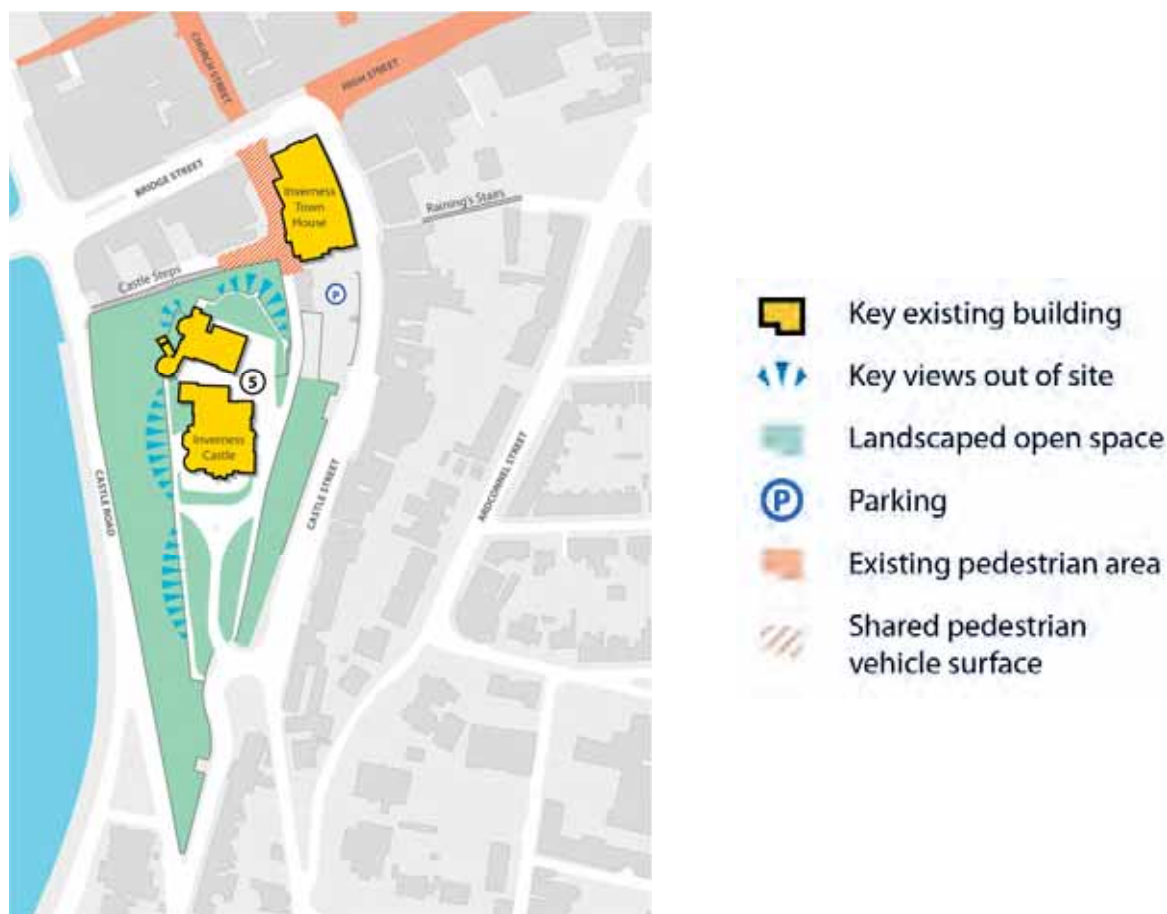 CHURCH STREET
HIGH STREET
BRIDGE STREET
Inverness
Town
House
Raining's Stairs
Castle Steps
P
5
Inverness
Castle
CASTLE ROAD
CASTLE STREET
ARDCONNEL STREET
Key existing building
Key views out of site
Landscaped open space
P
Parking
Existing pedestrian area
Shared pedestrian
vehicle surface